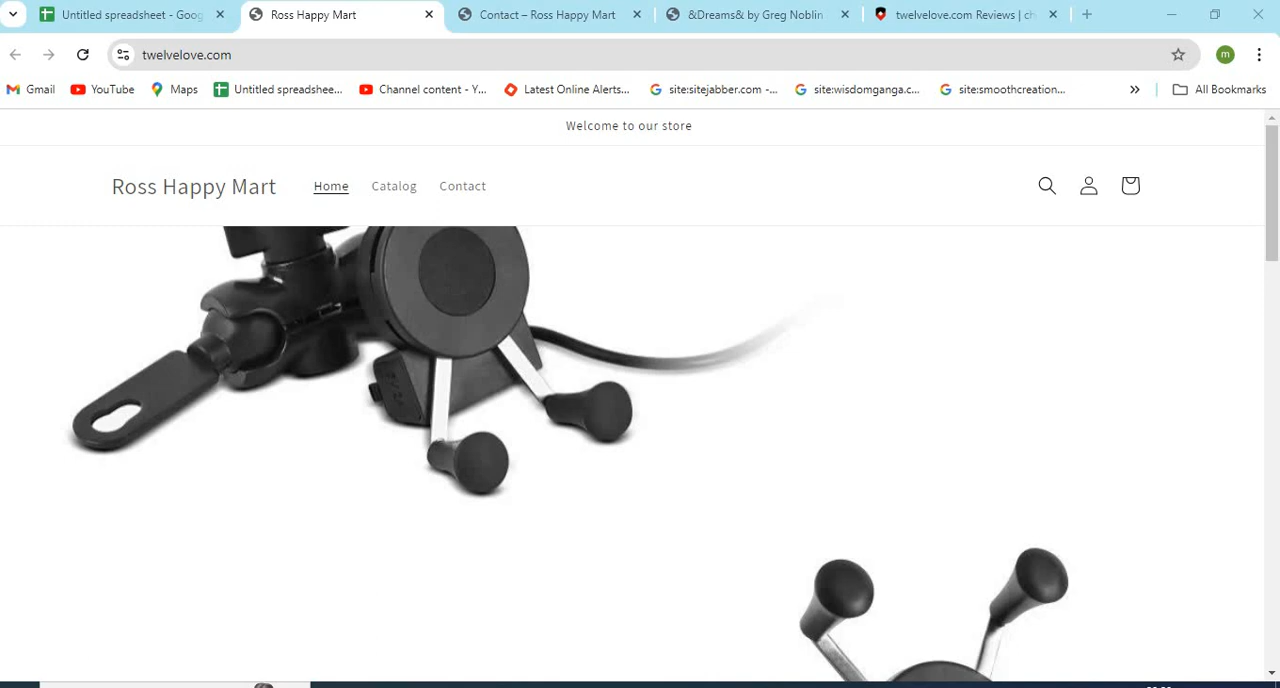 Untitled spreadsheet - Goog
Ross Happy Mart
Contact – Ross Happy Mart
&Dreams& by Greg Noblin
twelvelove.com Reviews | ch
twelvelove.com
m
Gmail
YouTube
Maps
Untitled spreadshee...
Channel content - Y...
Latest Online Alerts...
site:sitejabber.com -...
site:wisdomganga.c...
site:smoothcreation...
All Bookmarks
Welcome to our store
Ross Happy Mart
Home
Catalog
Contact